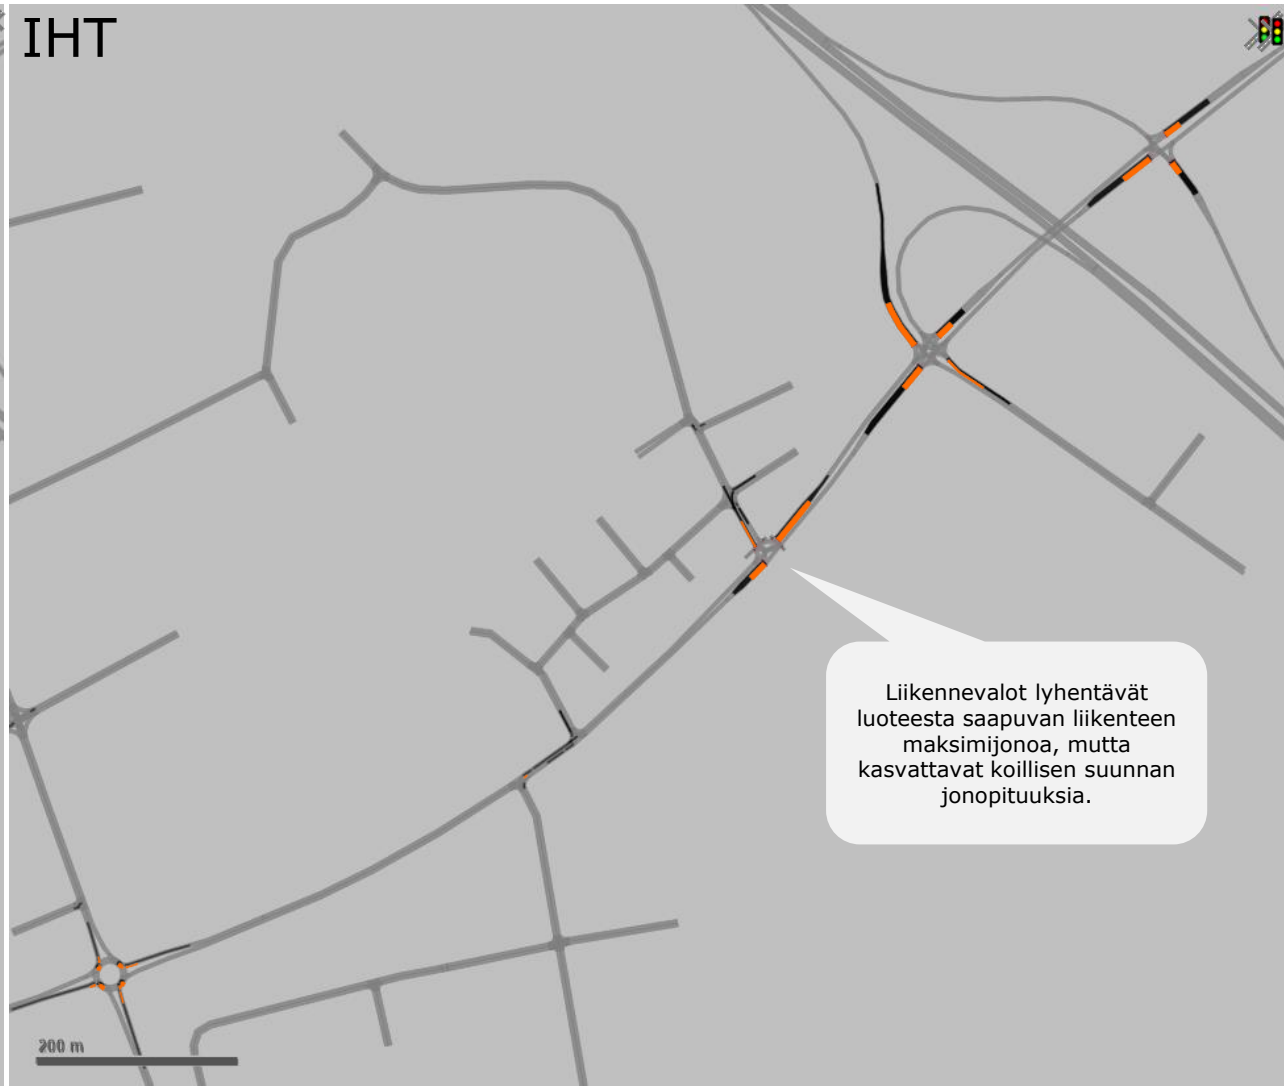 IHT
Liikennevalot lyhentävät
luoteesta saapuvan liikenteen
maksimijonoa, mutta
kasvattavat koillisen suunnan
jonopituuksia.
200 m